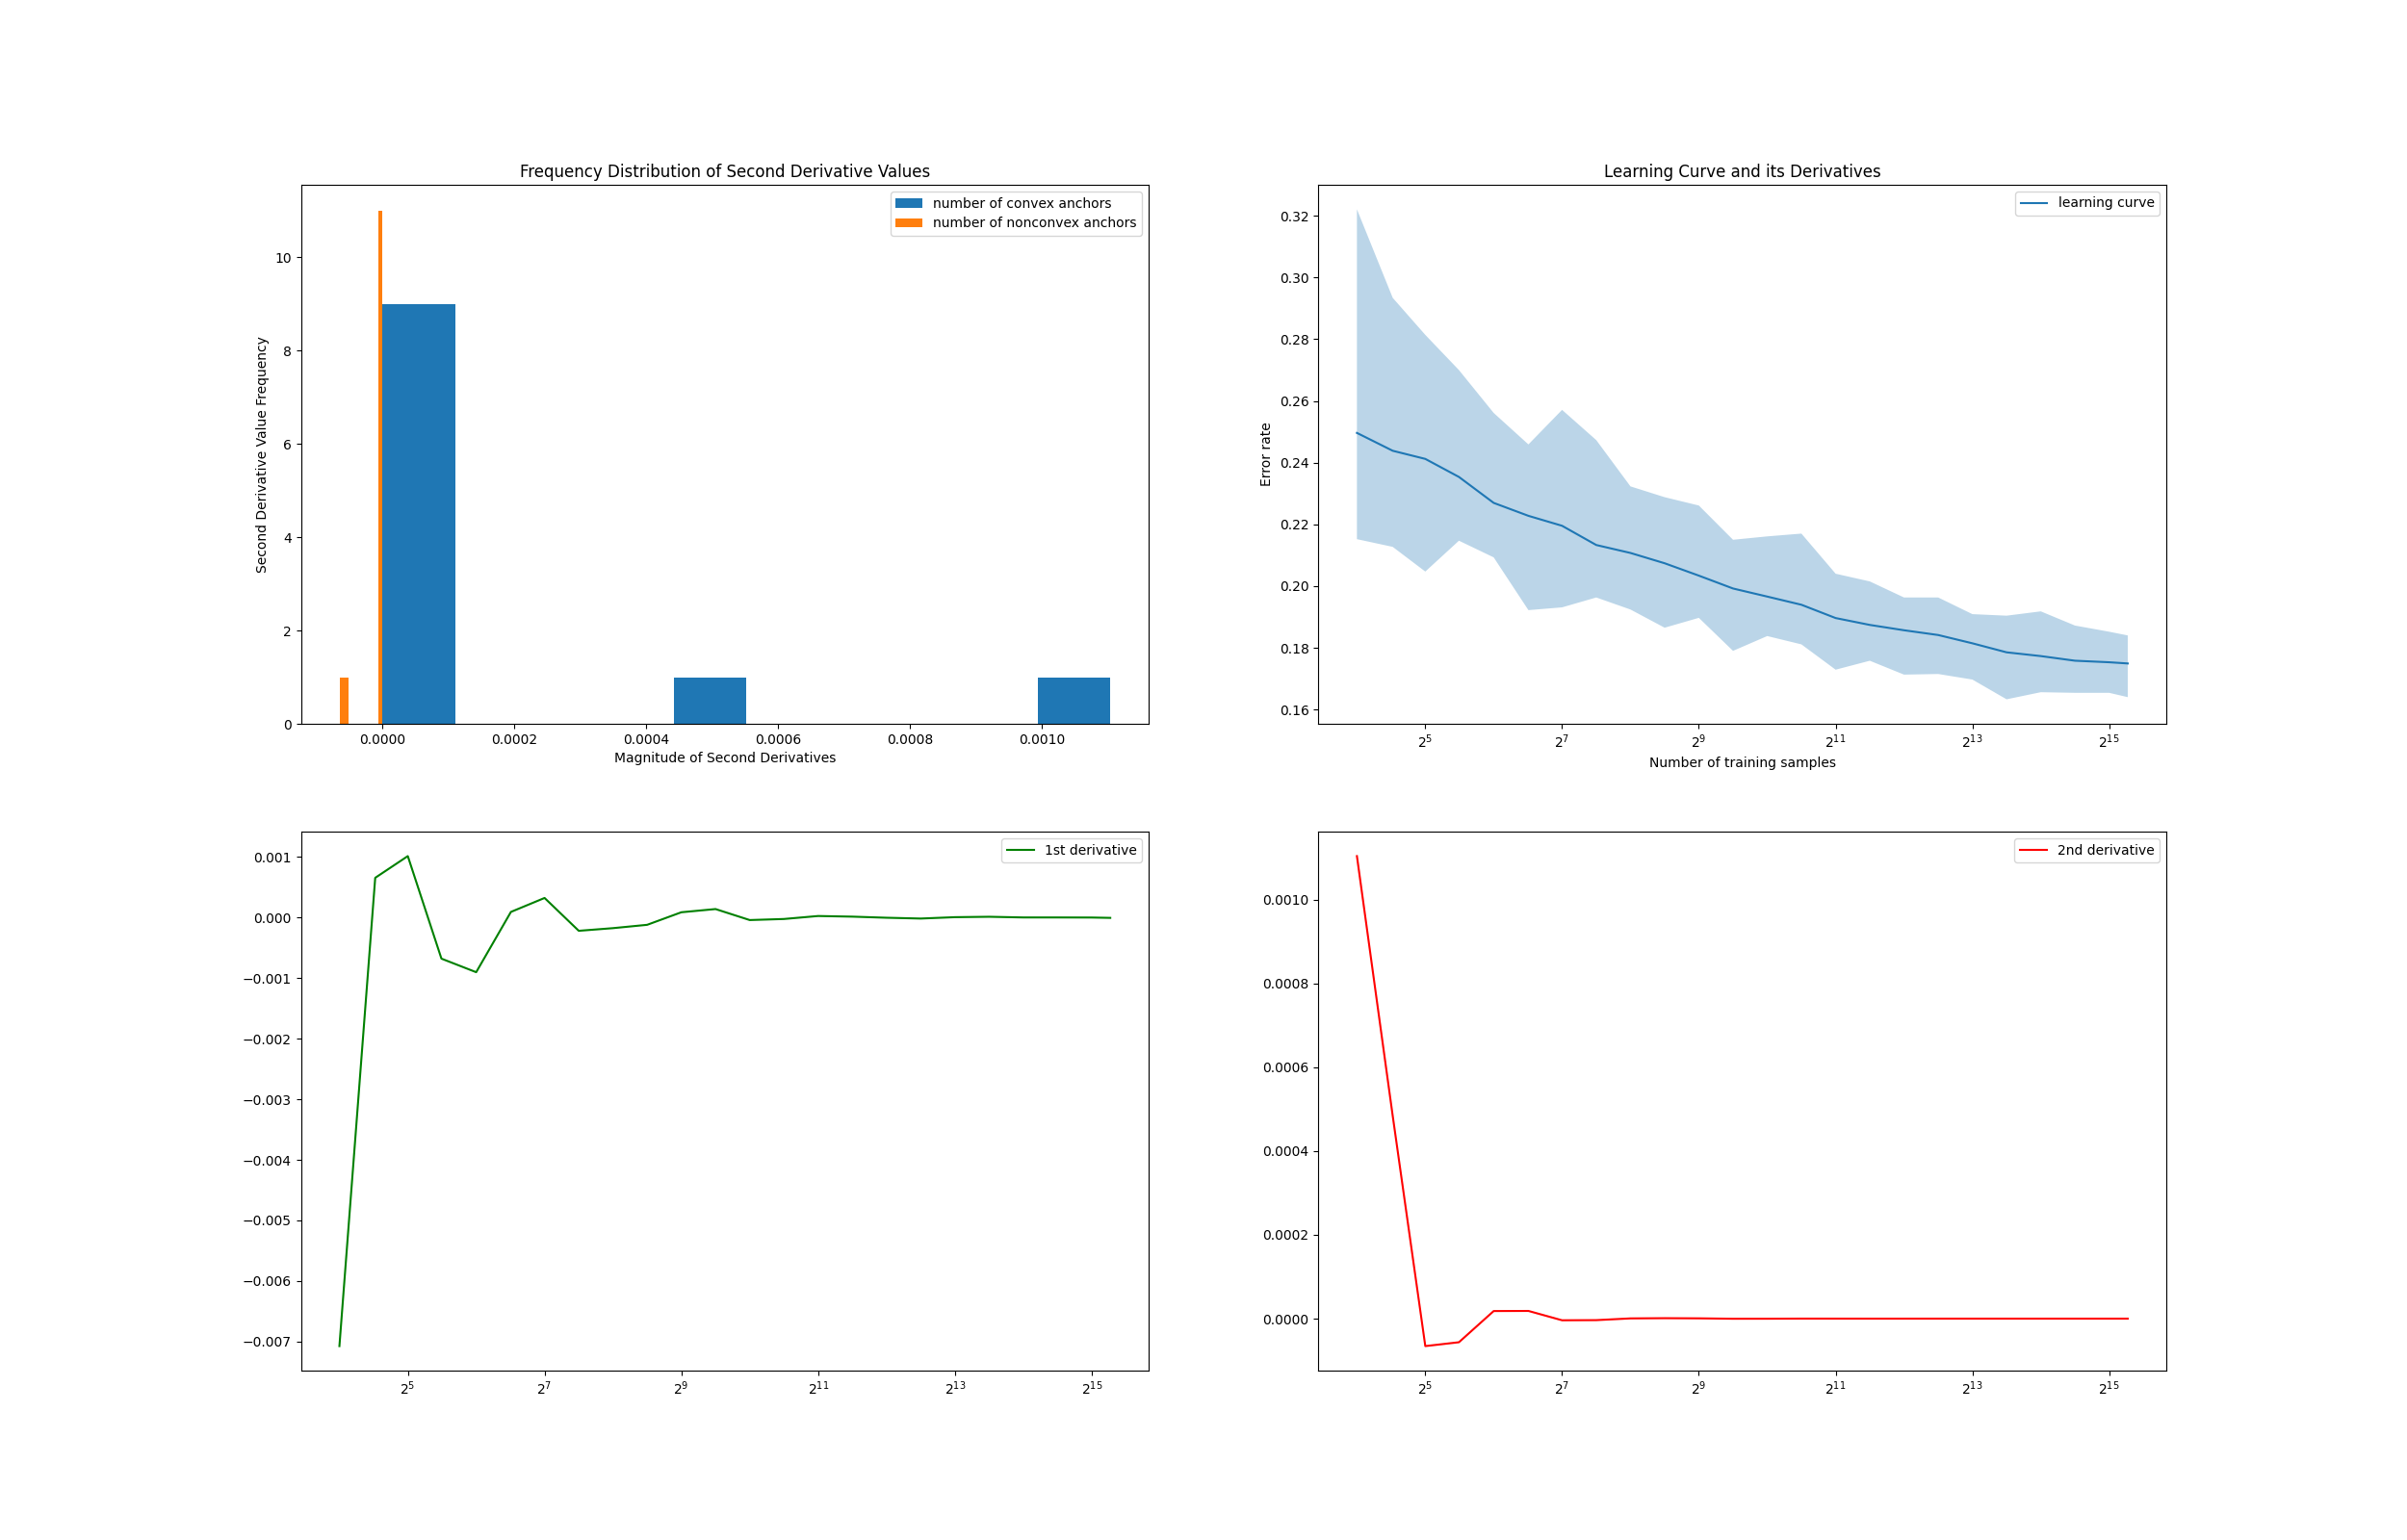 Frequency Distribution of Second Derivative Values
number of convex anchors
number of nonconvex anchors
10
8
6
4
2
0
Second Derivative Value Frequency
0.0000 0.0002 0.0004 0.0006 0.0008 0.0010
Magnitude of Second Derivatives
Learning Curve and its Derivatives
learning curve
0.32
0.30
0.28
0.26
0.24
0.22
0.20
0.18
0.16
Error rate
2^5 2^7 2^9 2^11 2^13 2^15
Number of training samples
1st derivative
0.001
0.000
−0.001
−0.002
−0.003
−0.004
−0.005
−0.006
−0.007
2^5 2^7 2^9 2^11 2^13 2^15
2nd derivative
0.0010
0.0008
0.0006
0.0004
0.0002
0.0000
2^5 2^7 2^9 2^11 2^13 2^15